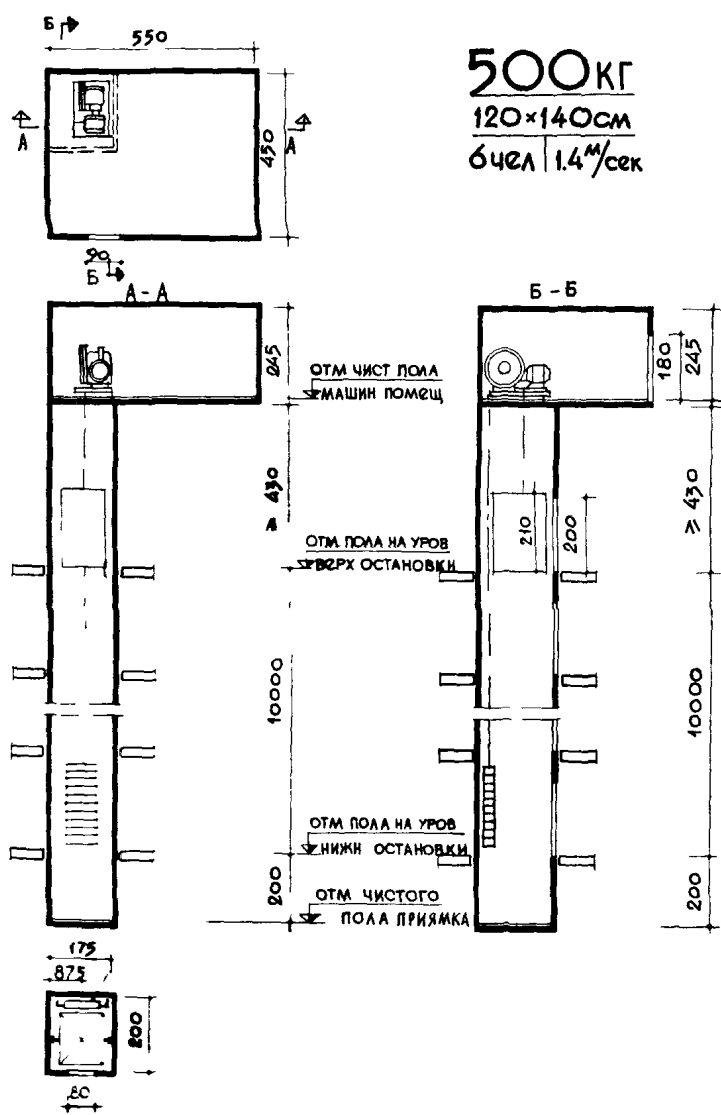 Б
550
500КГ
120×140СМ
6ЧЕЛ 1.4М/СЕК
А
А
450
90
Б
А-А
Б-Б
245
180
245
ОТМ ЧИСТ ПОЛА
МАШИН ПОМЕЩ
430
210
200
≥430
ОТМ ПОЛА НА УРОВ
ВЕРХ ОСТАНОВКИ
10000
10000
ОТМ ПОЛА НА УРОВ
НИЖН ОСТАНОВКИ
200
200
ОТМ ЧИСТОГО
ПОЛА ПРИЯМКА
175
875
200
80